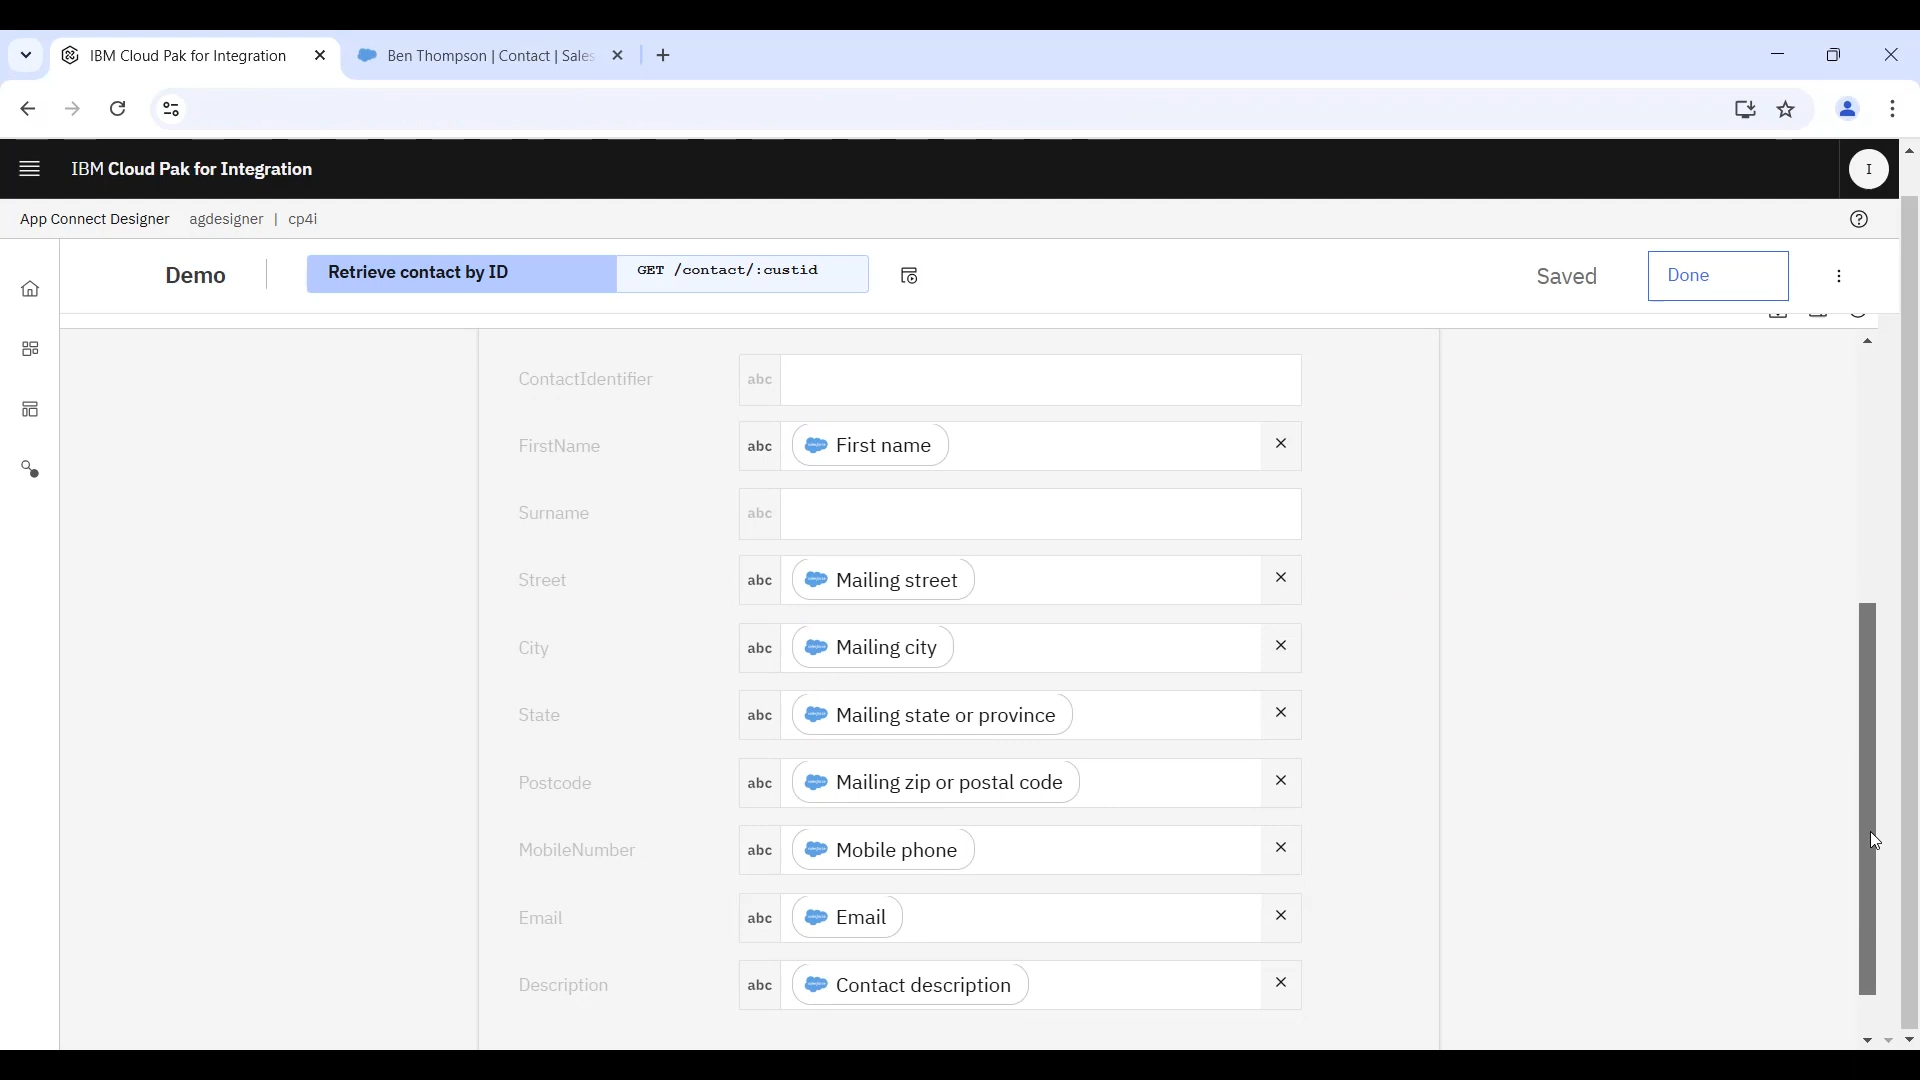 IBM Cloud Pak for Integration
Ben Thompson | Contact | Sales
IBM Cloud Pak for Integration
I
App Connect Designer agdesigner | cp4i
Demo
Retrieve contact by ID
GET /contact/:custid
Saved
Done
ContactIdentifier abc
FirstName abc First name
Surname abc
Street abc Mailing street
City abc Mailing city
State abc Mailing state or province
Postcode abc Mailing zip or postal code
MobileNumber abc Mobile phone
Email abc Email
Description abc Contact description